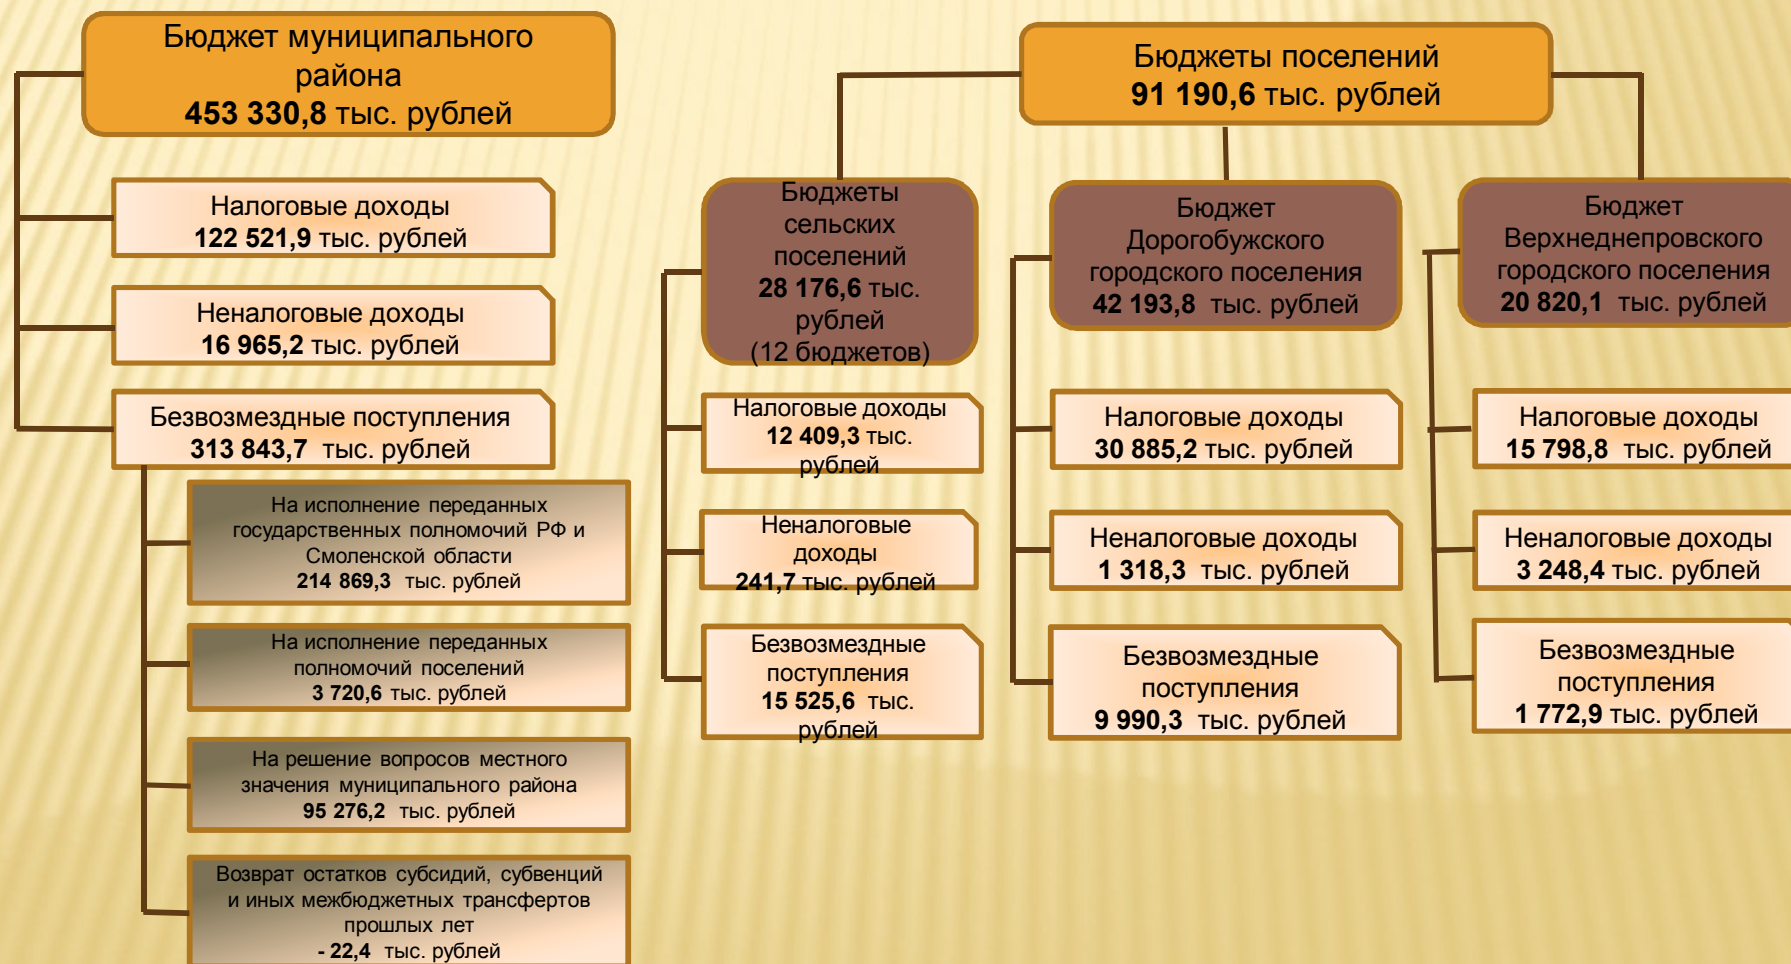 Бюджет муниципального
района
453 330,8 тыс. рублей
Налоговые доходы
122 521,9 тыс. рублей
Неналоговые доходы
16 965,2 тыс. рублей
Безвозмездные поступления
313 843,7 тыс. рублей
На исполнение переданных
государственных полномочий РФ и
Смоленской области
214 869,3 тыс. рублей
На исполнение переданных
полномочий поселений
3 720,6 тыс. рублей
На решение вопросов местного
значения муниципального района
95 276,2 тыс. рублей
Возврат остатков субсидий, субвенций
и иных межбюджетных трансфертов
прошлых лет
- 22,4 тыс. рублей
Бюджеты поселений
91 190,6 тыс. рублей
Бюджеты
сельских
поселений
28 176,6 тыс.
рублей
(12 бюджетов)
Налоговые доходы
12 409,3 тыс.
рублей
Неналоговые
доходы
241,7 тыс. рублей
Безвозмездные
поступления
15 525,6 тыс.
рублей
Бюджет
Дорогобужского
городского поселения
42 193,8 тыс. рублей
Налоговые доходы
30 885,2 тыс. рублей
Неналоговые доходы
1 318,3 тыс. рублей
Безвозмездные
поступления
9 990,3 тыс. рублей
Бюджет
Верхнеднепровского
городского поселения
20 820,1 тыс. рублей
Налоговые доходы
15 798,8 тыс. рублей
Неналоговые доходы
3 248,4 тыс. рублей
Безвозмездные
поступления
1 772,9 тыс. рублей